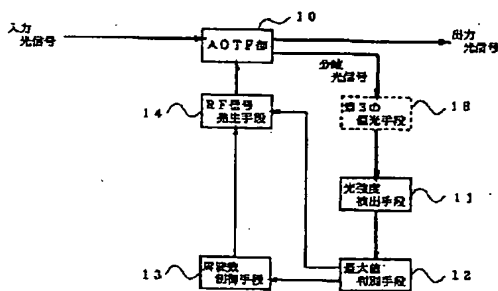 入力
光信号
10
AOTF部
出力
光信号
分岐
光信号
14
RF信号
発生手段
第3の
偏光手段
18
光強度
検出手段
11
13
周波数
制御手段
最大値
判別手段
12